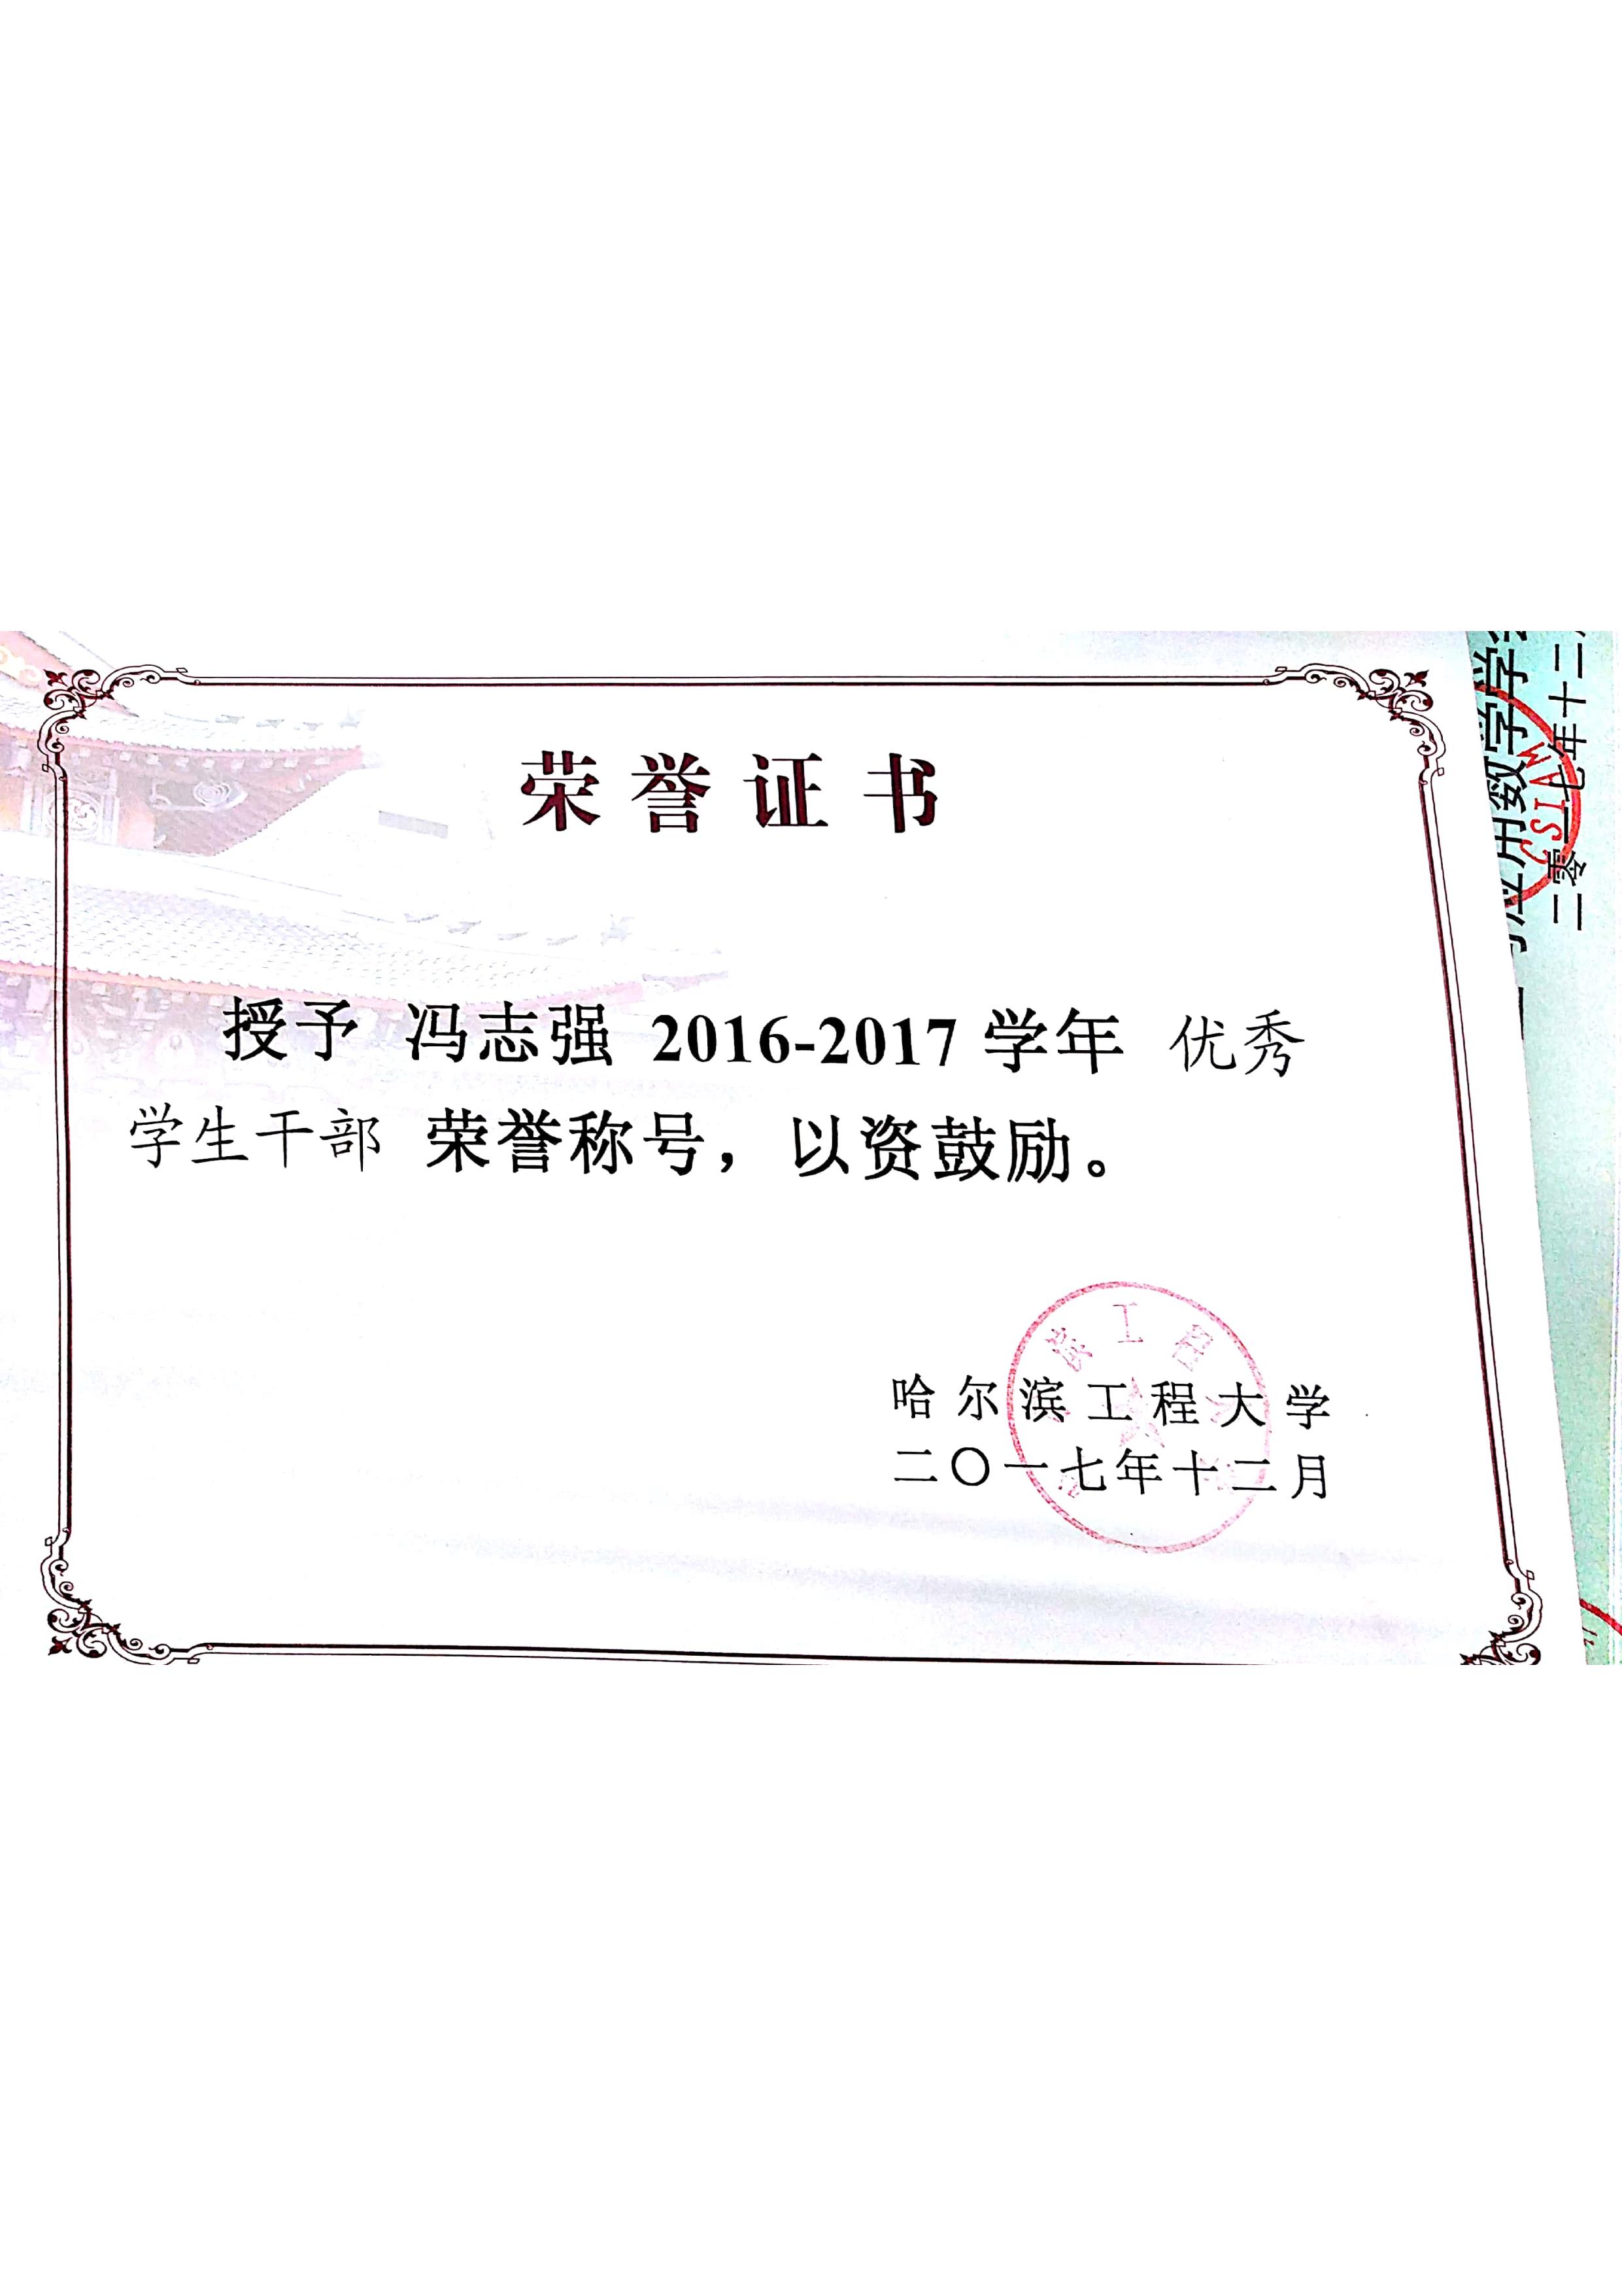 荣誉证书
授予 冯志强 2016-2017 学年 优秀
学生干部 荣誉称号，以资鼓励。
哈尔滨工程大学
二〇一七年十二月
滨工程
应用数学学
二零一七年十二
CSIAM